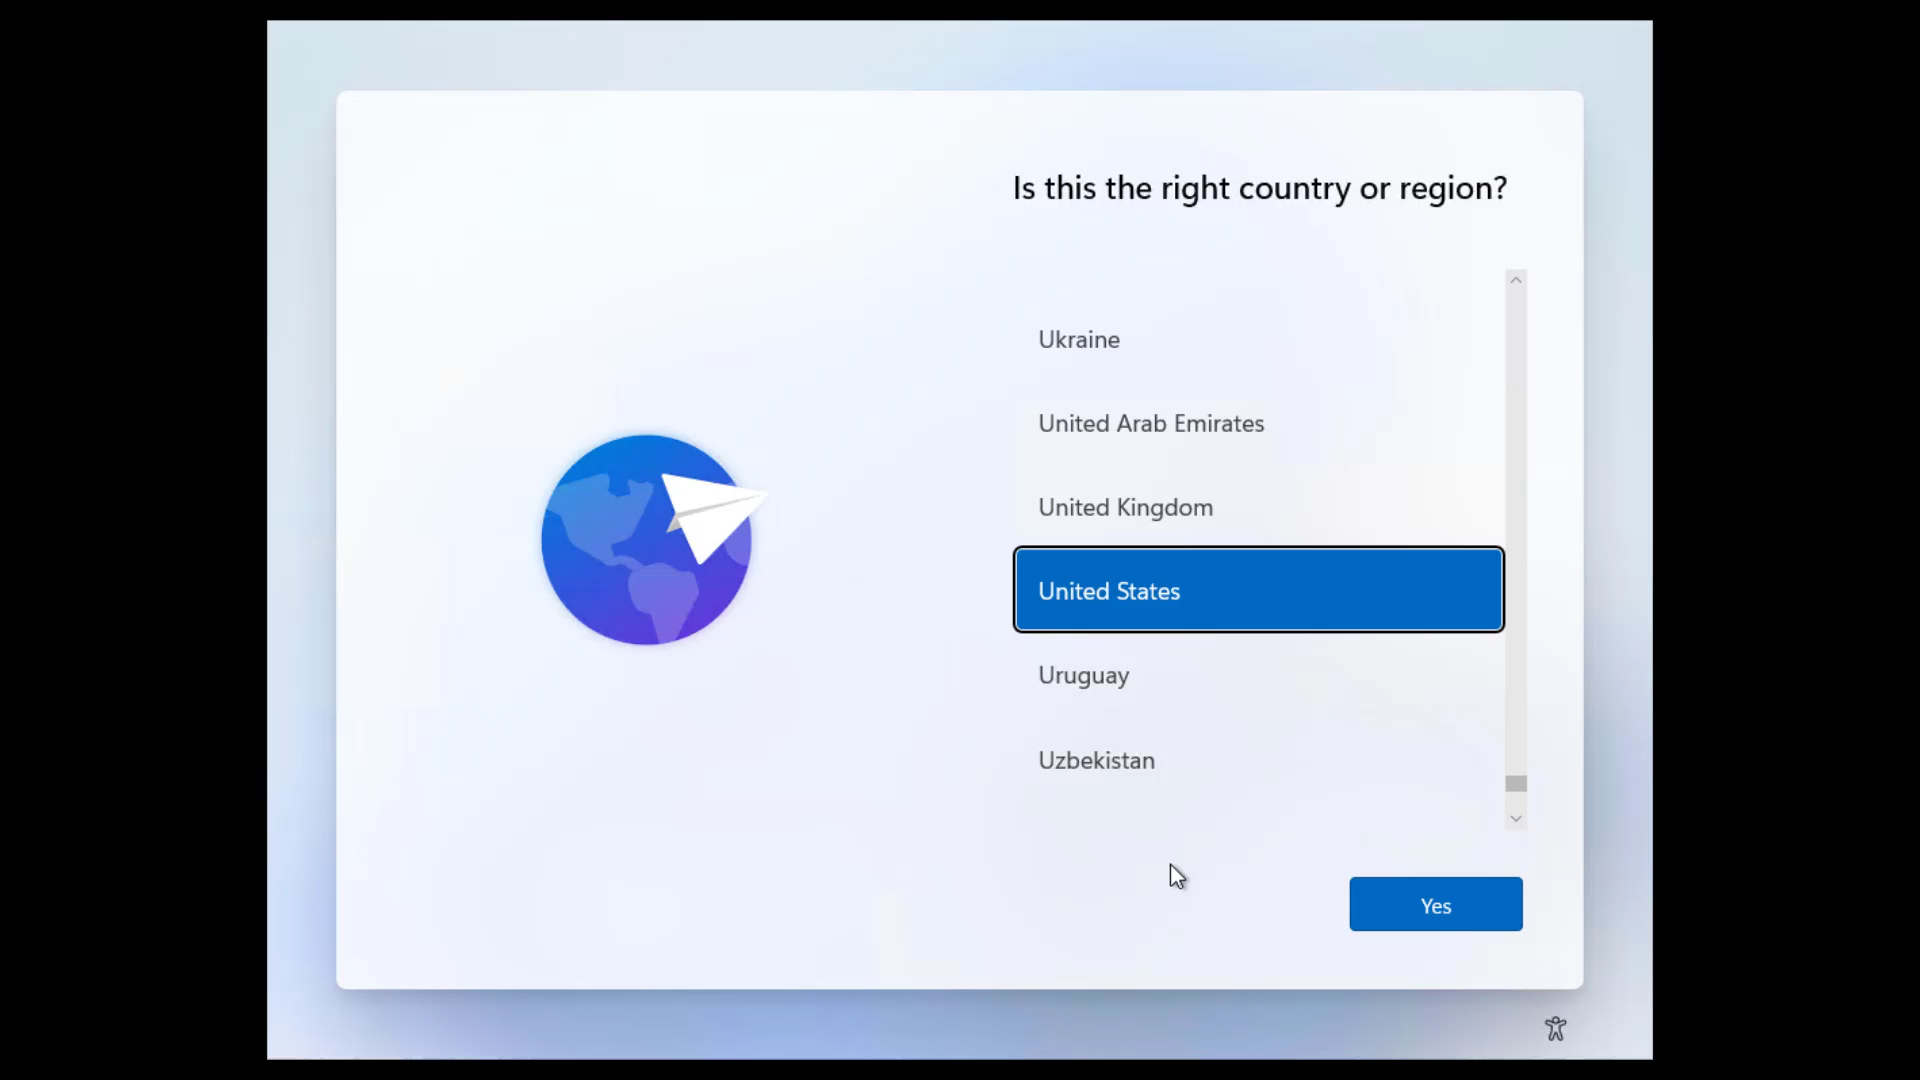 Is this the right country or region?
Ukraine
United Arab Emirates
United Kingdom
United States
Uruguay
Uzbekistan
Yes